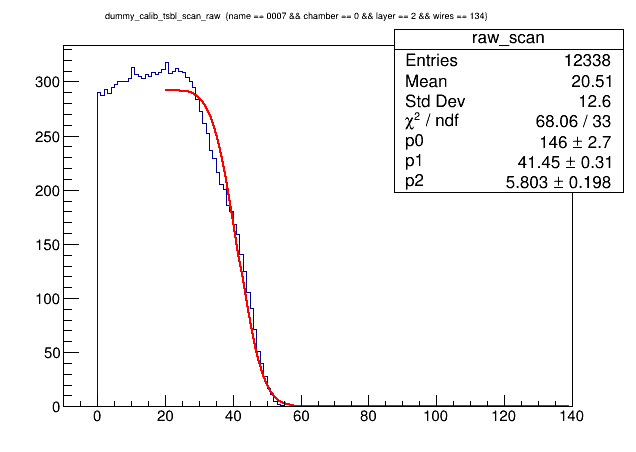 dummy_calib_tsbl_scan_raw (name == 0007 && chamber == 0 && layer == 2 && wires == 134)
raw_scan
Entries 12338
Mean 20.51
Std Dev 12.6
χ² / ndf 68.06 / 33
p0 146 ± 2.7
p1 41.45 ± 0.31
p2 5.803 ± 0.198
300
250
200
150
100
50
0
0 20 40 60 80 100 120 140